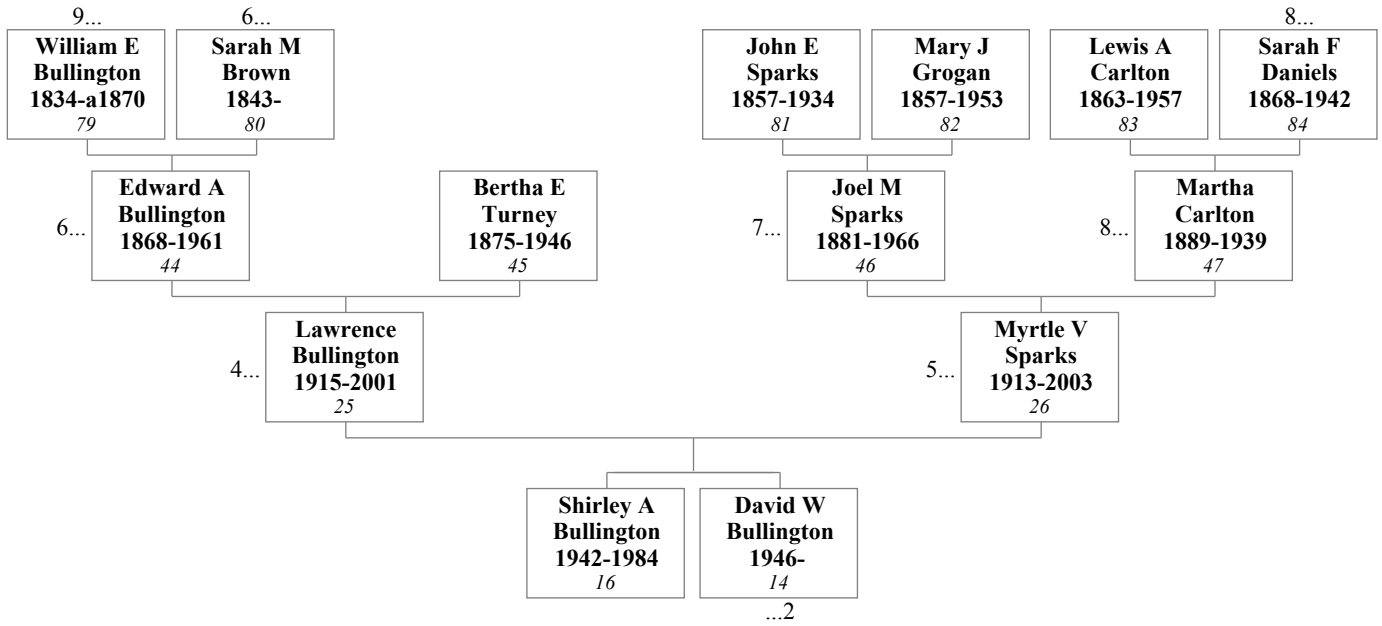 9...
6...
8...
William E
Bullington
1834-a1870
79
Sarah M
Brown
1843-
80
John E
Sparks
1857-1934
81
Mary J
Grogan
1857-1953
82
Lewis A
Carlton
1863-1957
83
Sarah F
Daniels
1868-1942
84
6...
Edward A
Bullington
1868-1961
44
Bertha E
Turney
1875-1946
45
7...
Joel M
Sparks
1881-1966
46
8...
Martha
Carlton
1889-1939
47
4...
Lawrence
Bullington
1915-2001
25
5...
Myrtle V
Sparks
1913-2003
26
Shirley A
Bullington
1942-1984
16
David W
Bullington
1946-
14
...2